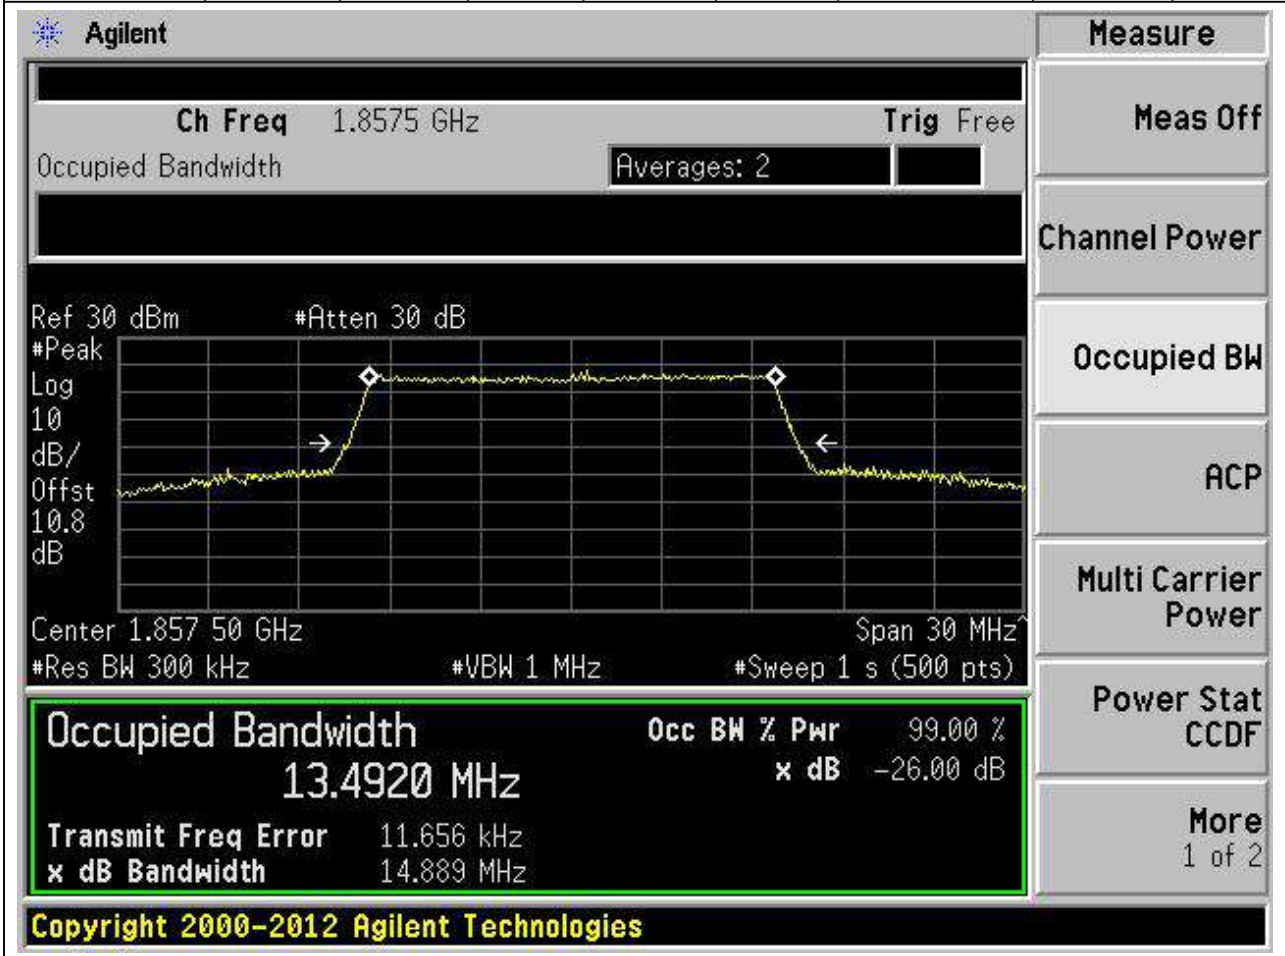 Agilent
Measure
Ch Freq 1.8575 GHz Trig Free
Occupied Bandwidth Averages: 2
Ref 30 dBm #Atten 30 dB
#Peak
Log
10
dB/
Offst
10.8
dB
Center 1.857 50 GHz Span 30 MHz^
#Res BW 300 kHz #VBW 1 MHz #Sweep 1 s (500 pts)
Occupied Bandwidth Occ BW % Pwr 99.00 %
13.4920 MHz x dB -26.00 dB
Transmit Freq Error 11.656 kHz
x dB Bandwidth 14.889 MHz
Meas Off
Channel Power
Occupied BW
ACP
Multi Carrier
Power
Power Stat
CCDF
More
1 of 2
Copyright 2000-2012 Agilent Technologies